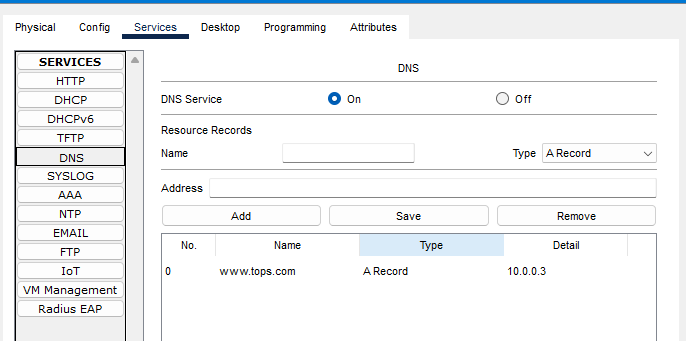 Physical Config Services Desktop Programming Attributes
SERVICES
HTTP
DHCP
DHCPv6
TFTP
DNS
SYSLOG
AAA
NTP
EMAIL
FTP
IoT
VM Management
Radius EAP
DNS
DNS Service On Off
Resource Records
Name Type A Record
Address
Add Save Remove
No. Name Type Detail
0 www.tops.com A Record 10.0.0.3